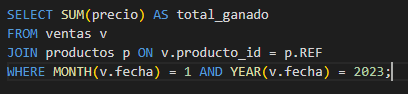 SELECT SUM(precio) AS total_ganado
FROM ventas v
JOIN productos p ON v.producto_id = p.REF
WHERE MONTH(v.fecha) = 1 AND YEAR(v.fecha) = 2023;